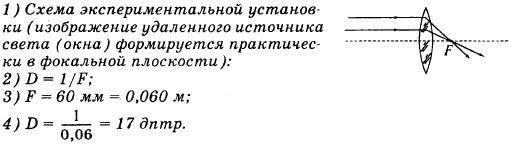 1) Схема экспериментальной установ-
ки (изображение удаленного источника
света (окна) формируется практичес-
ки в фокальной плоскости):
2) D = 1/F;
3) F = 60 мм = 0,060 м;
4) D = 1/0,06 = 17 дптр.
F